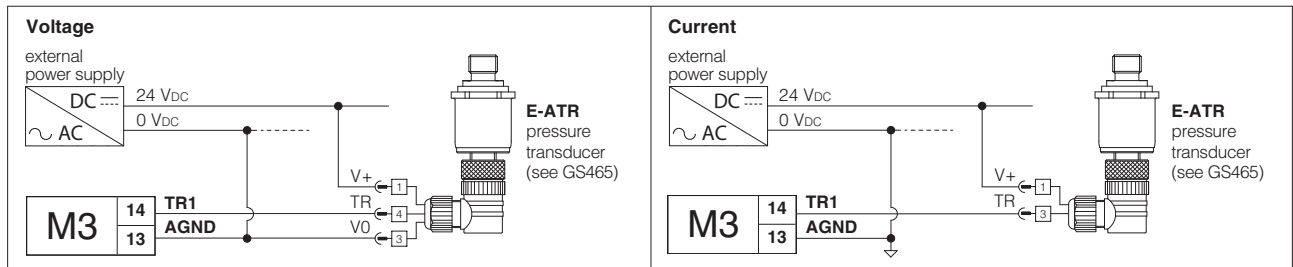 Voltage
external
power supply
DC
AC
24 VDC
0 VDC
E-ATR
pressure
transducer
(see GS465)
V+
1
M3
14
TR1
TR
4
13
AGND
V0
3
Current
external
power supply
DC
AC
24 VDC
0 VDC
E-ATR
pressure
transducer
(see GS465)
V+
1
M3
14
TR1
TR
3
13
AGND